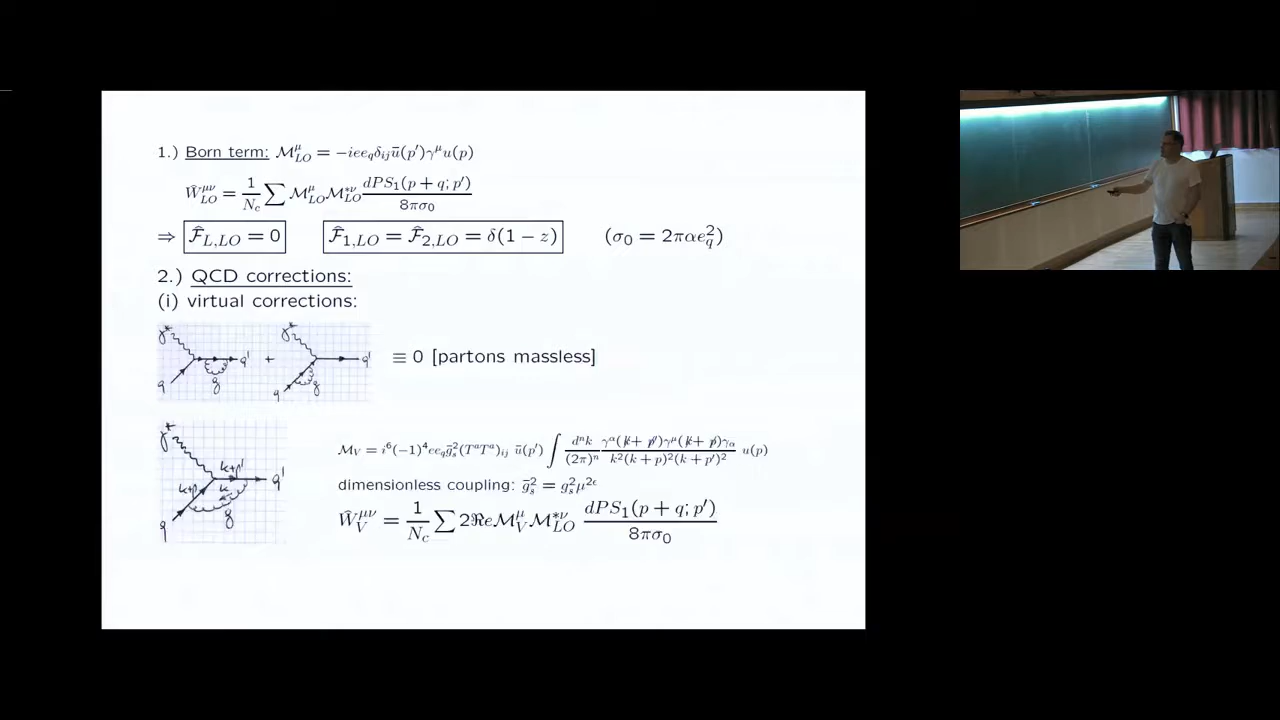 1.) Born term: $\mathcal{M}^{\mu}_{LO} = -iee_q\delta_{ij}\bar{u}(p')\gamma^{\mu}u(p)$
$\hat{W}^{\mu\nu}_{LO} = \frac{1}{N_c}\sum \mathcal{M}^{\mu}_{LO}\mathcal{M}^{*\nu}_{LO}\frac{dPS_1(p+q;p')}{8\pi\sigma_0}$
⇒ $\hat{\mathcal{F}}_{L,LO} = 0$ $\hat{\mathcal{F}}_{1,LO} = \hat{\mathcal{F}}_{2,LO} = \delta(1-z)$ $(\sigma_0 = 2\pi\alpha e_q^2)$
2.) QCD corrections:
(i) virtual corrections:
γ* q g q' + γ* q g q' ≡ 0 [partons massless]
γ* k+p' k+p k q' g q
$\mathcal{M}_V = i^6(-1)^4 ee_q\bar{g}_s^2(T^aT^a)_{ij}\ \bar{u}(p')\int\frac{d^nk}{(2\pi)^n}\frac{\gamma^{\alpha}(\not{k}+\not{p}')\gamma^{\mu}(\not{k}+\not{p})\gamma_{\alpha}}{k^2(k+p)^2(k+p')^2}\ u(p)$
dimensionless coupling: $\bar{g}_s^2 = g_s^2\mu^{2\epsilon}$
$\hat{W}^{\mu\nu}_V = \frac{1}{N_c}\sum 2\Re e\mathcal{M}^{\mu}_V\mathcal{M}^{*\nu}_{LO}\ \frac{dPS_1(p+q;p')}{8\pi\sigma_0}$